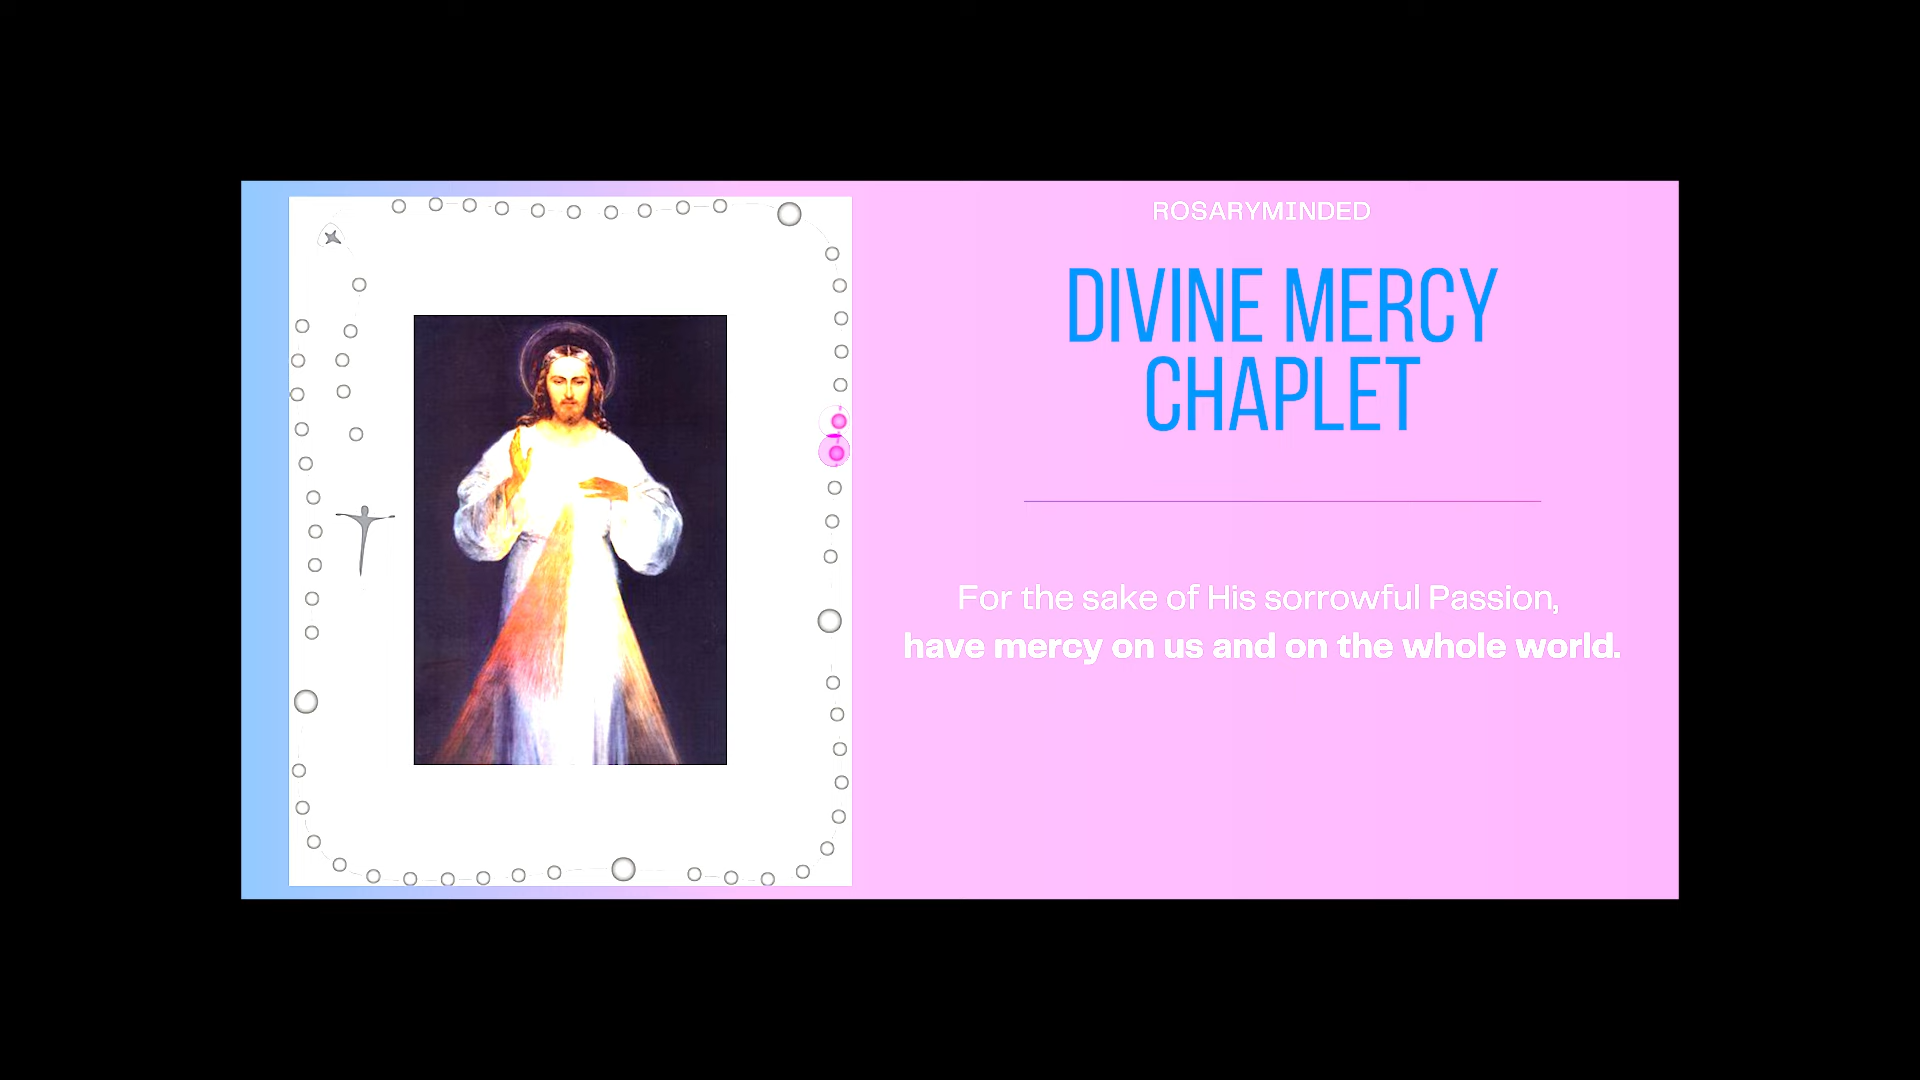 ROSARYMINDED
DIVINE MERCY
CHAPLET
For the sake of His sorrowful Passion,
have mercy on us and on the whole world.